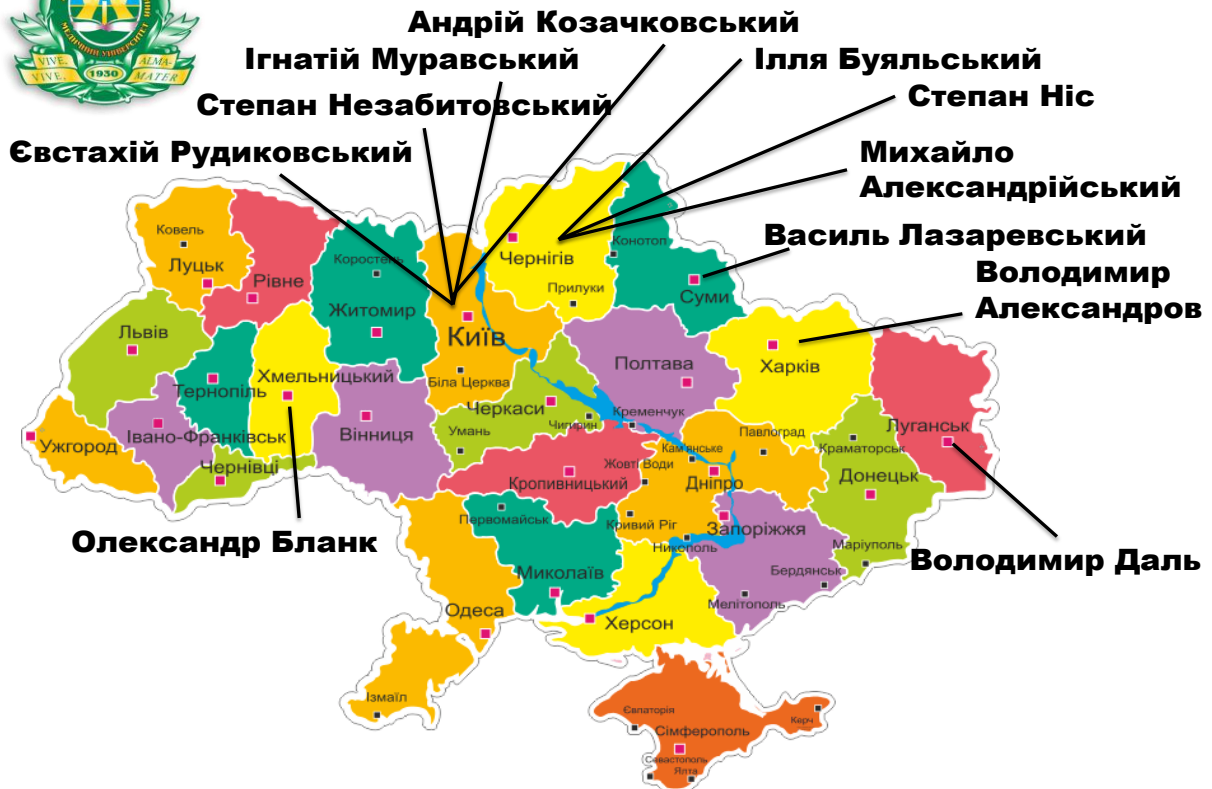 МЕДИЧНИЙ УНІВЕРСИТЕТ
VIVE, ALMA-
VIVE, 1930 MATER
Андрій Козачковський
Ігнатій Муравський
Ілля Буяльський
Степан Незабитовський
Степан Ніс
Євстахій Рудиковський
Михайло
Александрійський
Василь Лазаревський
Володимир
Александров
Ковель
Луцьк
Рівне
Коростень
Житомир
Київ
Біла Церква
Чернігів
Прилуки
Конотоп
Суми
Львів
Тернопіль
Хмельницький
Вінниця
Ужгород
Івано-Франківськ
Чернівці
Черкаси
Умань
Чигирин
Полтава
Кременчук
Харків
Луганськ
Кропивницький
Жовті Води
Кам'янське
Дніпро
Павлоград
Краматорськ
Донецьк
Первомайськ
Кривий Ріг
Нікополь
Запоріжжя
Маріуполь
Бердянськ
Мелітополь
Миколаїв
Одеса
Херсон
Ізмаїл
Євпаторія
Сімферополь
Керч
Севастополь
Ялта
Олександр Бланк
Володимир Даль